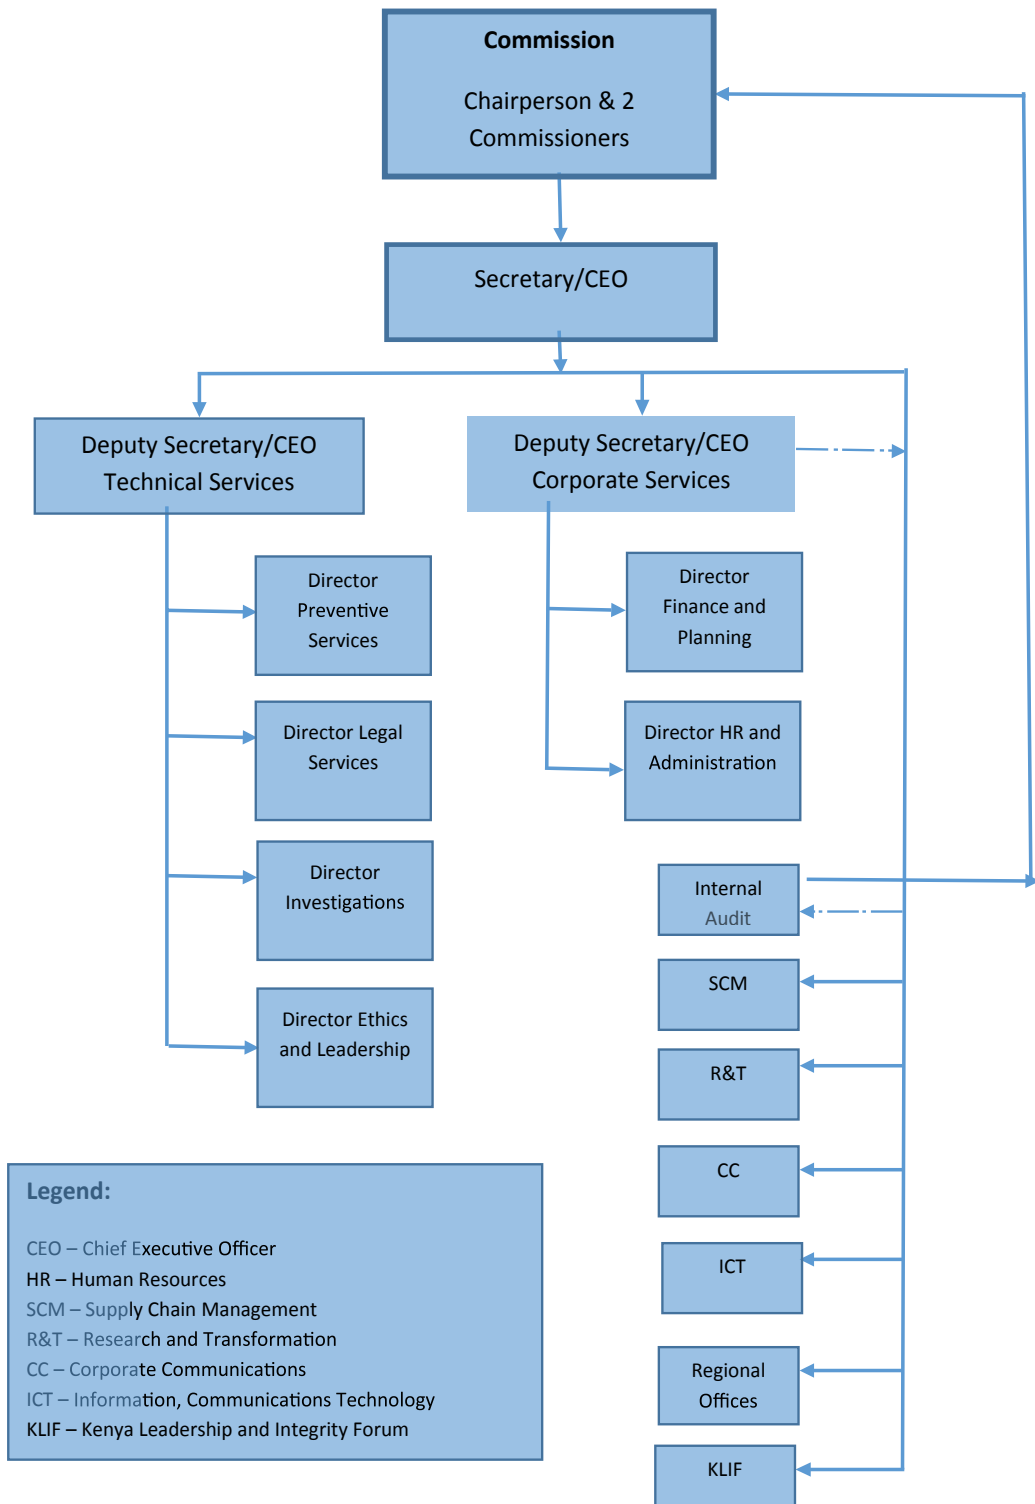 Commission
Chairperson & 2
Commissioners
Secretary/CEO
Deputy Secretary/CEO
Technical Services
Deputy Secretary/CEO
Corporate Services
Director
Preventive
Services
Director
Finance and
Planning
Director Legal
Services
Director HR and
Administration
Director
Investigations
Internal
Audit
SCM
Director Ethics
and Leadership
R&T
CC
ICT
Regional
Offices
KLIF
Legend:
CEO – Chief Executive Officer
HR – Human Resources
SCM – Supply Chain Management
R&T – Research and Transformation
CC – Corporate Communications
ICT – Information, Communications Technology
KLIF – Kenya Leadership and Integrity Forum